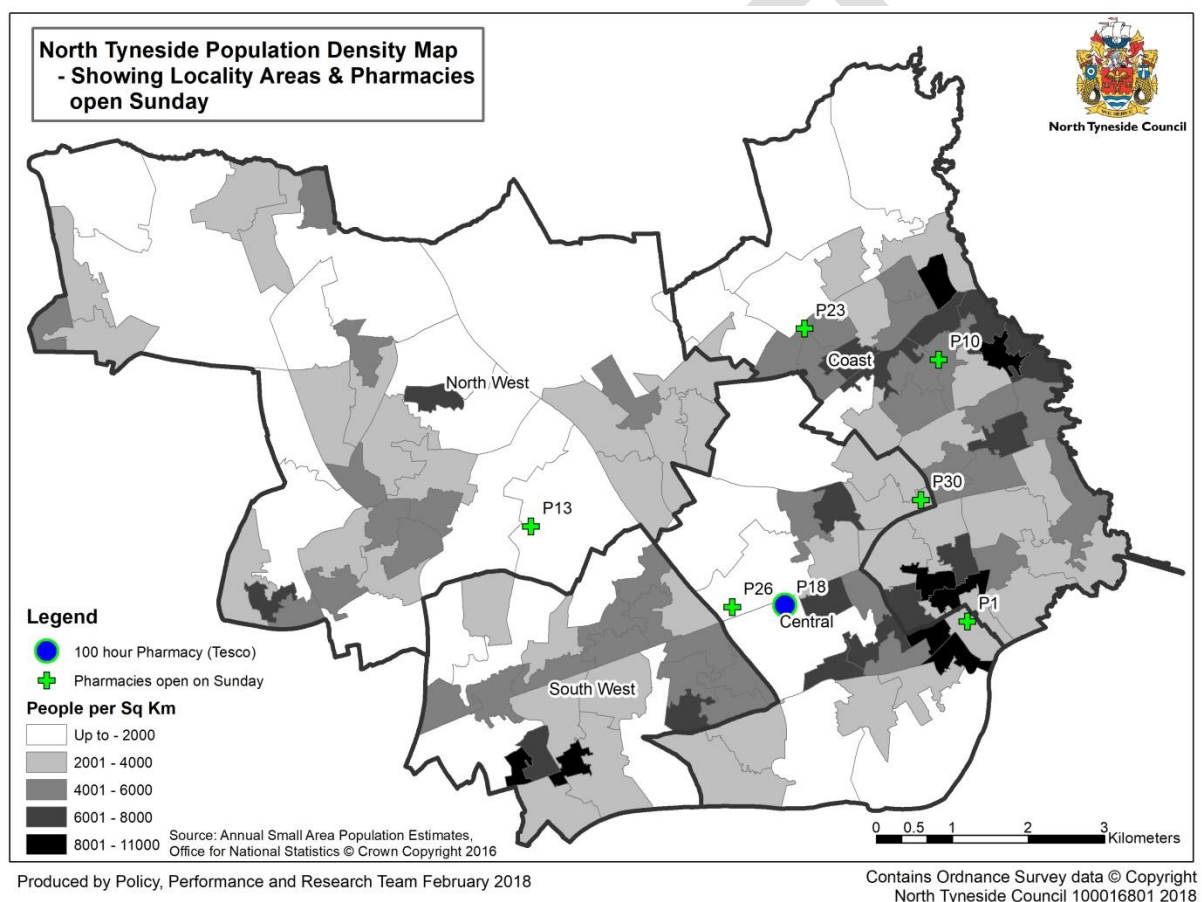 North Tyneside Population Density Map
- Showing Locality Areas & Pharmacies
open Sunday
WE SERVE
North Tyneside Council
P23
Coast
P10
North West
P30
P13
P26
P18
Central
P1
South West
Legend
100 hour Pharmacy (Tesco)
Pharmacies open on Sunday
People per Sq Km
Up to - 2000
2001 - 4000
4001 - 6000
6001 - 8000
8001 - 11000
Source: Annual Small Area Population Estimates,
Office for National Statistics © Crown Copyright 2016
0 0.5 1 2 3
Kilometers
Produced by Policy, Performance and Research Team February 2018
Contains Ordnance Survey data © Copyright
North Tyneside Council 100016801 2018